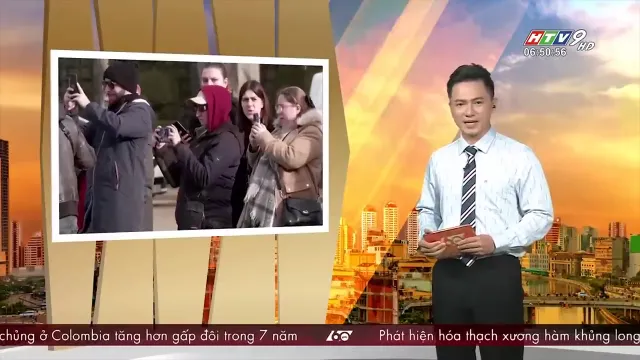 HTV9 HD
06:50:56
chủng ở Colombia tăng hơn gấp đôi trong 7 năm
60
Phát hiện hóa thạch xương hàm khủng long